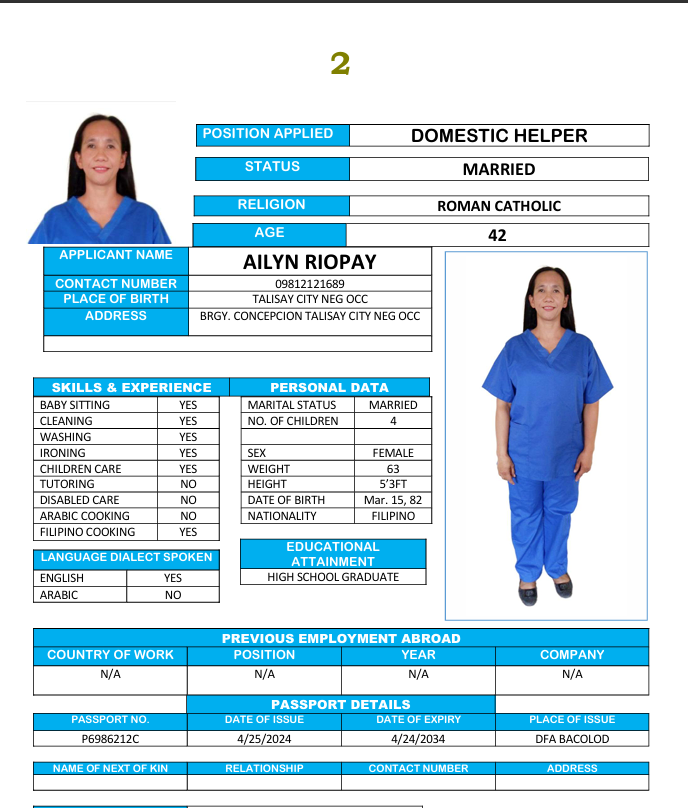 2
POSITION APPLIED DOMESTIC HELPER
STATUS MARRIED
RELIGION ROMAN CATHOLIC
AGE 42
APPLICANT NAME AILYN RIOPAY
CONTACT NUMBER 09812121689
PLACE OF BIRTH TALISAY CITY NEG OCC
ADDRESS BRGY. CONCEPCION TALISAY CITY NEG OCC
SKILLS & EXPERIENCE PERSONAL DATA
BABY SITTING YES MARITAL STATUS MARRIED
CLEANING YES NO. OF CHILDREN 4
WASHING YES
IRONING YES SEX FEMALE
CHILDREN CARE YES WEIGHT 63
TUTORING NO HEIGHT 5'3FT
DISABLED CARE NO DATE OF BIRTH Mar. 15, 82
ARABIC COOKING NO NATIONALITY FILIPINO
FILIPINO COOKING YES
LANGUAGE DIALECT SPOKEN
ENGLISH YES
ARABIC NO
EDUCATIONAL
ATTAINMENT
HIGH SCHOOL GRADUATE
PREVIOUS EMPLOYMENT ABROAD
COUNTRY OF WORK POSITION YEAR COMPANY
N/A N/A N/A N/A
PASSPORT DETAILS
PASSPORT NO. DATE OF ISSUE DATE OF EXPIRY PLACE OF ISSUE
P6986212C 4/25/2024 4/24/2034 DFA BACOLOD
NAME OF NEXT OF KIN RELATIONSHIP CONTACT NUMBER ADDRESS